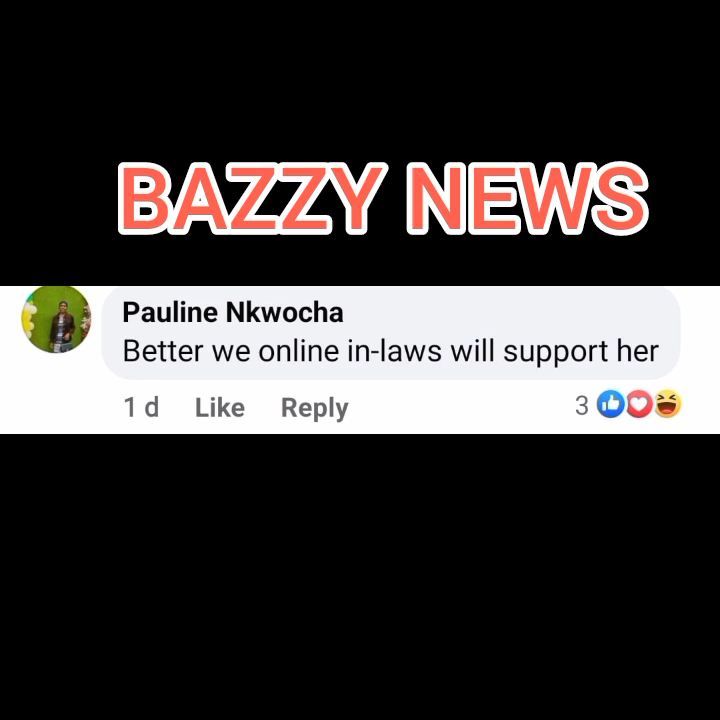 BAZZY NEWS
Pauline Nkwocha
Better we online in-laws will support her
1 d Like Reply 3